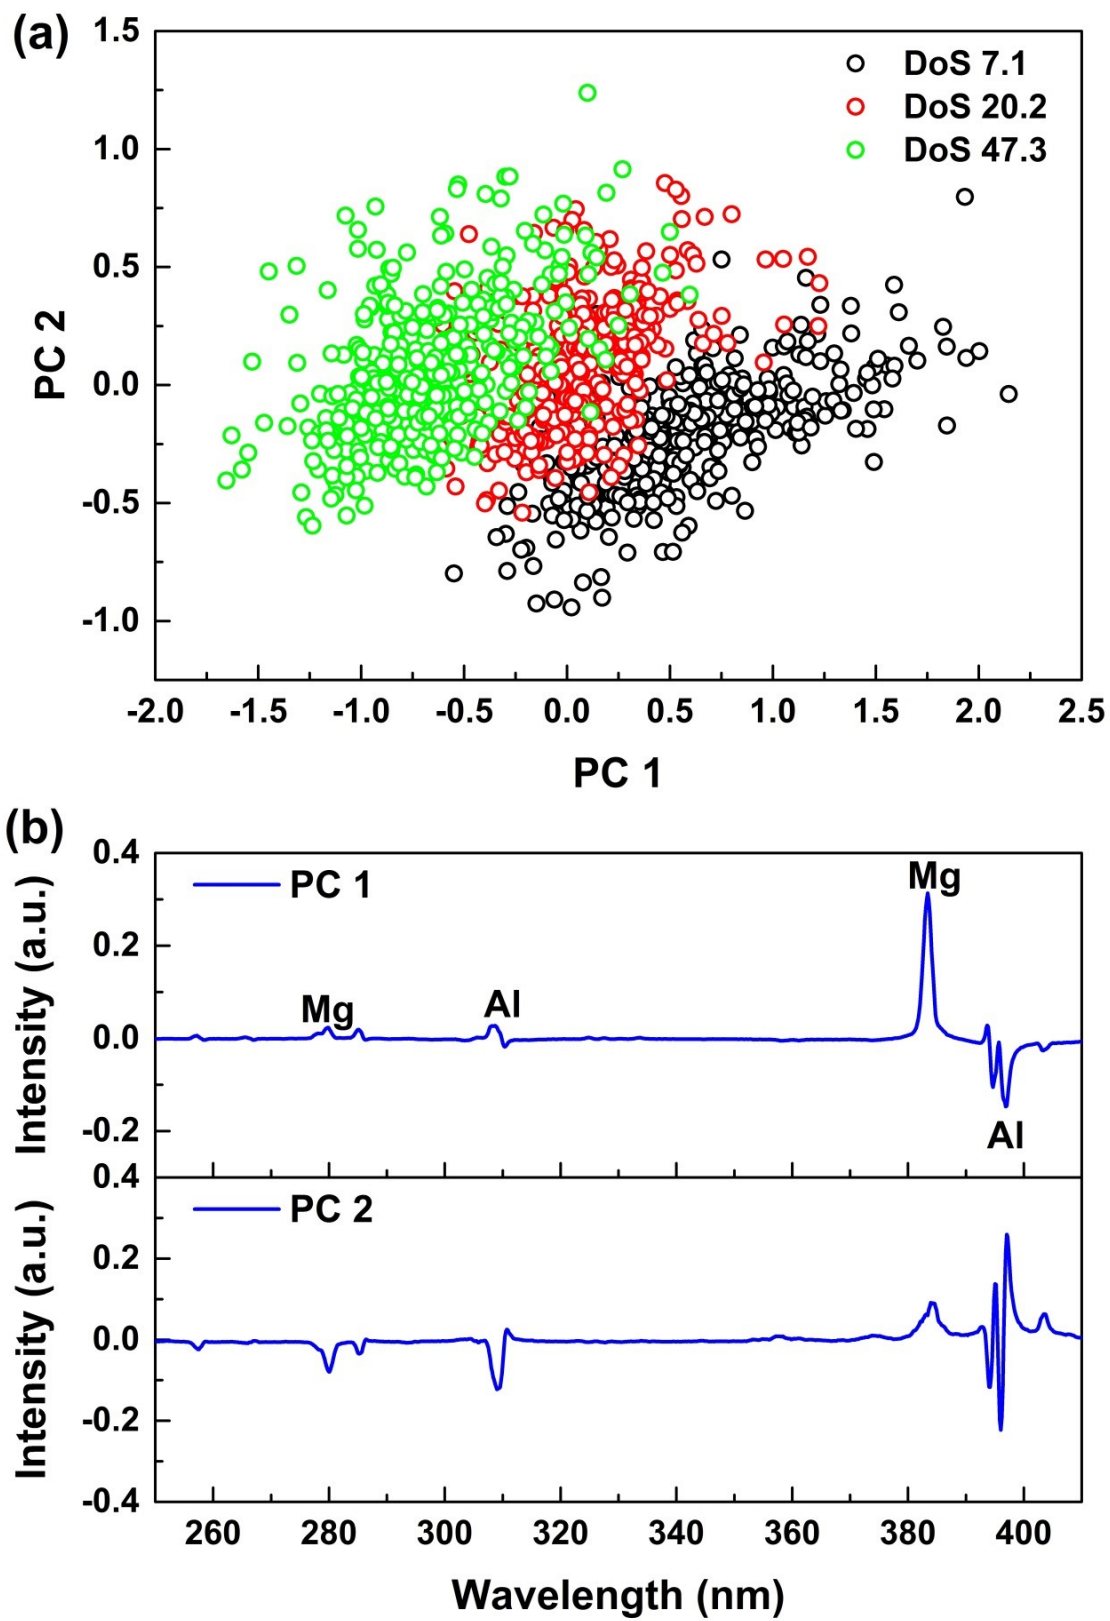 (a)
1.5
1.0
0.5
0.0
-0.5
-1.0
PC 2
DoS 7.1
DoS 20.2
DoS 47.3
-2.0 -1.5 -1.0 -0.5 0.0 0.5 1.0 1.5 2.0 2.5
PC 1
(b)
0.4
0.2
0.0
-0.2
Intensity (a.u.)
PC 1
Mg
Al
Mg
Al
0.4
0.2
0.0
-0.2
-0.4
Intensity (a.u.)
PC 2
260 280 300 320 340 360 380 400
Wavelength (nm)